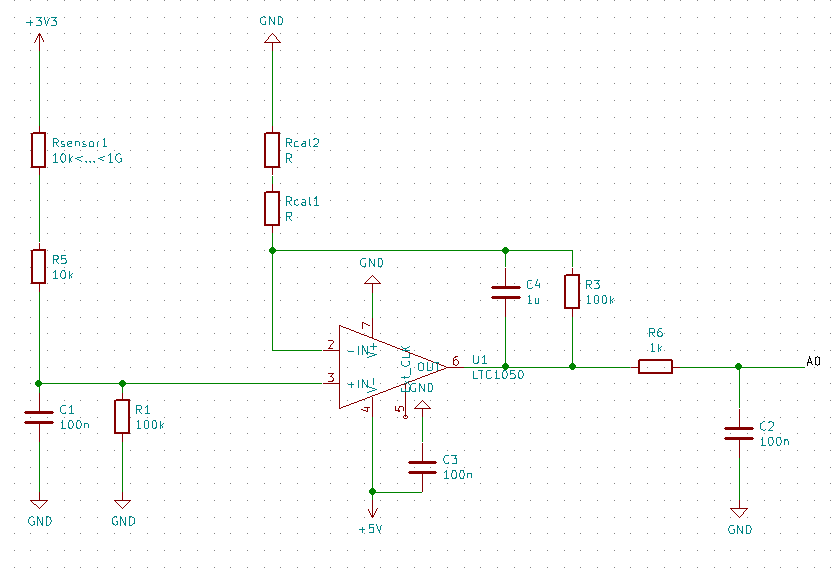 +3V3
GND
Rsensor1
10k<...<1G
Rcal2
R
Rcal1
R
R5
10k
GND
C4
1u
R3
100k
7
2
-IN
V+
Ext_CLK
OUT
6
U1
LTC1050
R6
1k
A0
3
+IN
V-
4
5
GND
C1
100n
R1
100k
C3
100n
C2
100n
GND
GND
+5V
GND